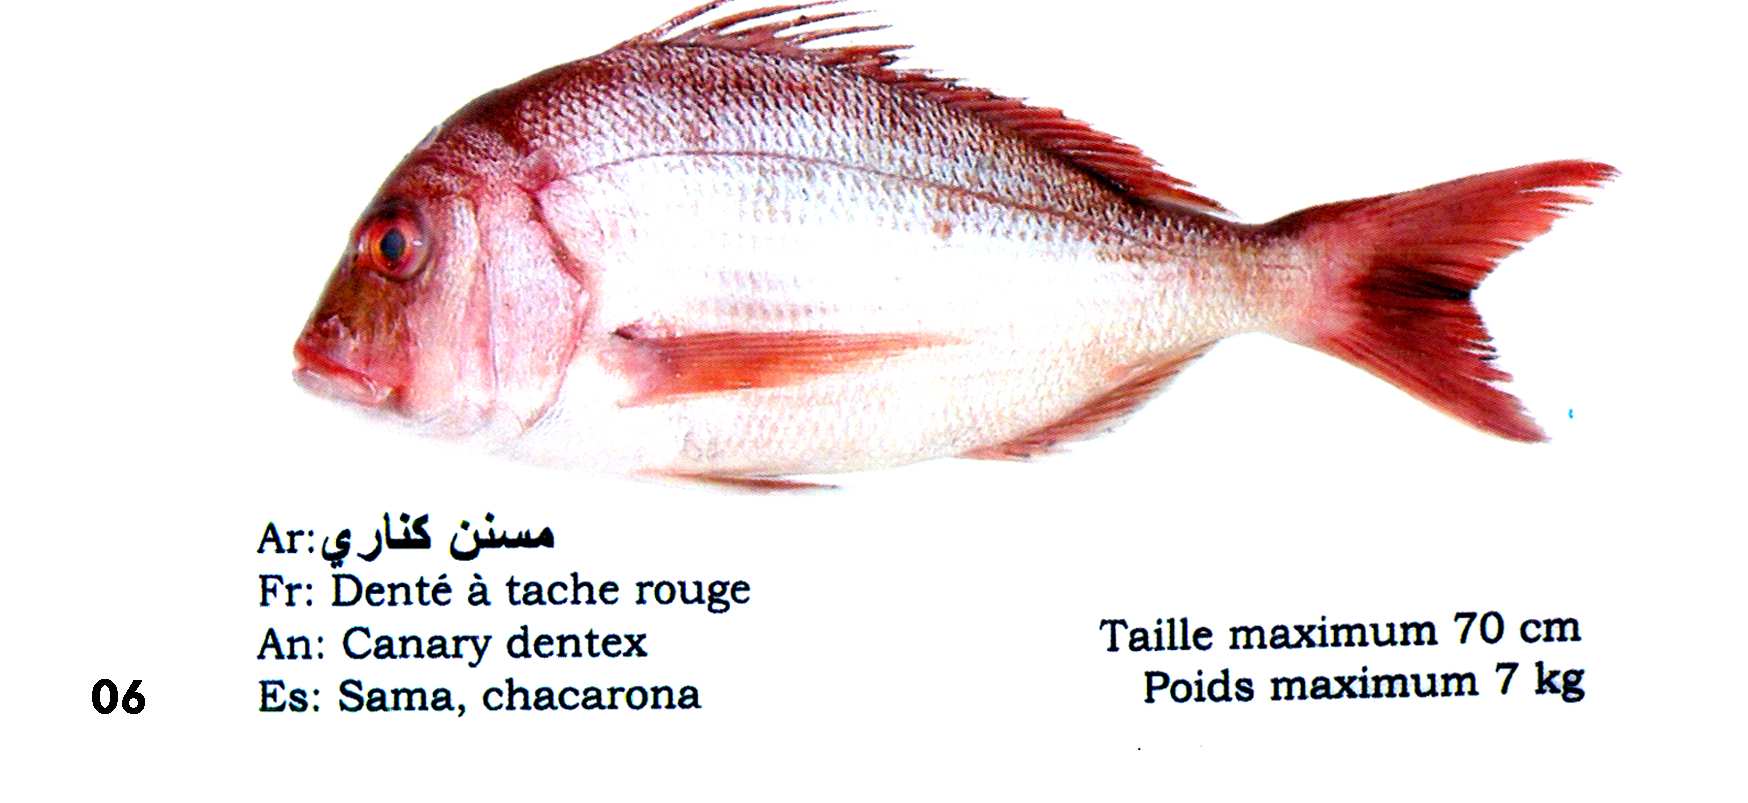 Ar: مسنن كناري
Fr: Denté à tache rouge
An: Canary dentex
Es: Sama, chacarona
Taille maximum 70 cm
Poids maximum 7 kg
06